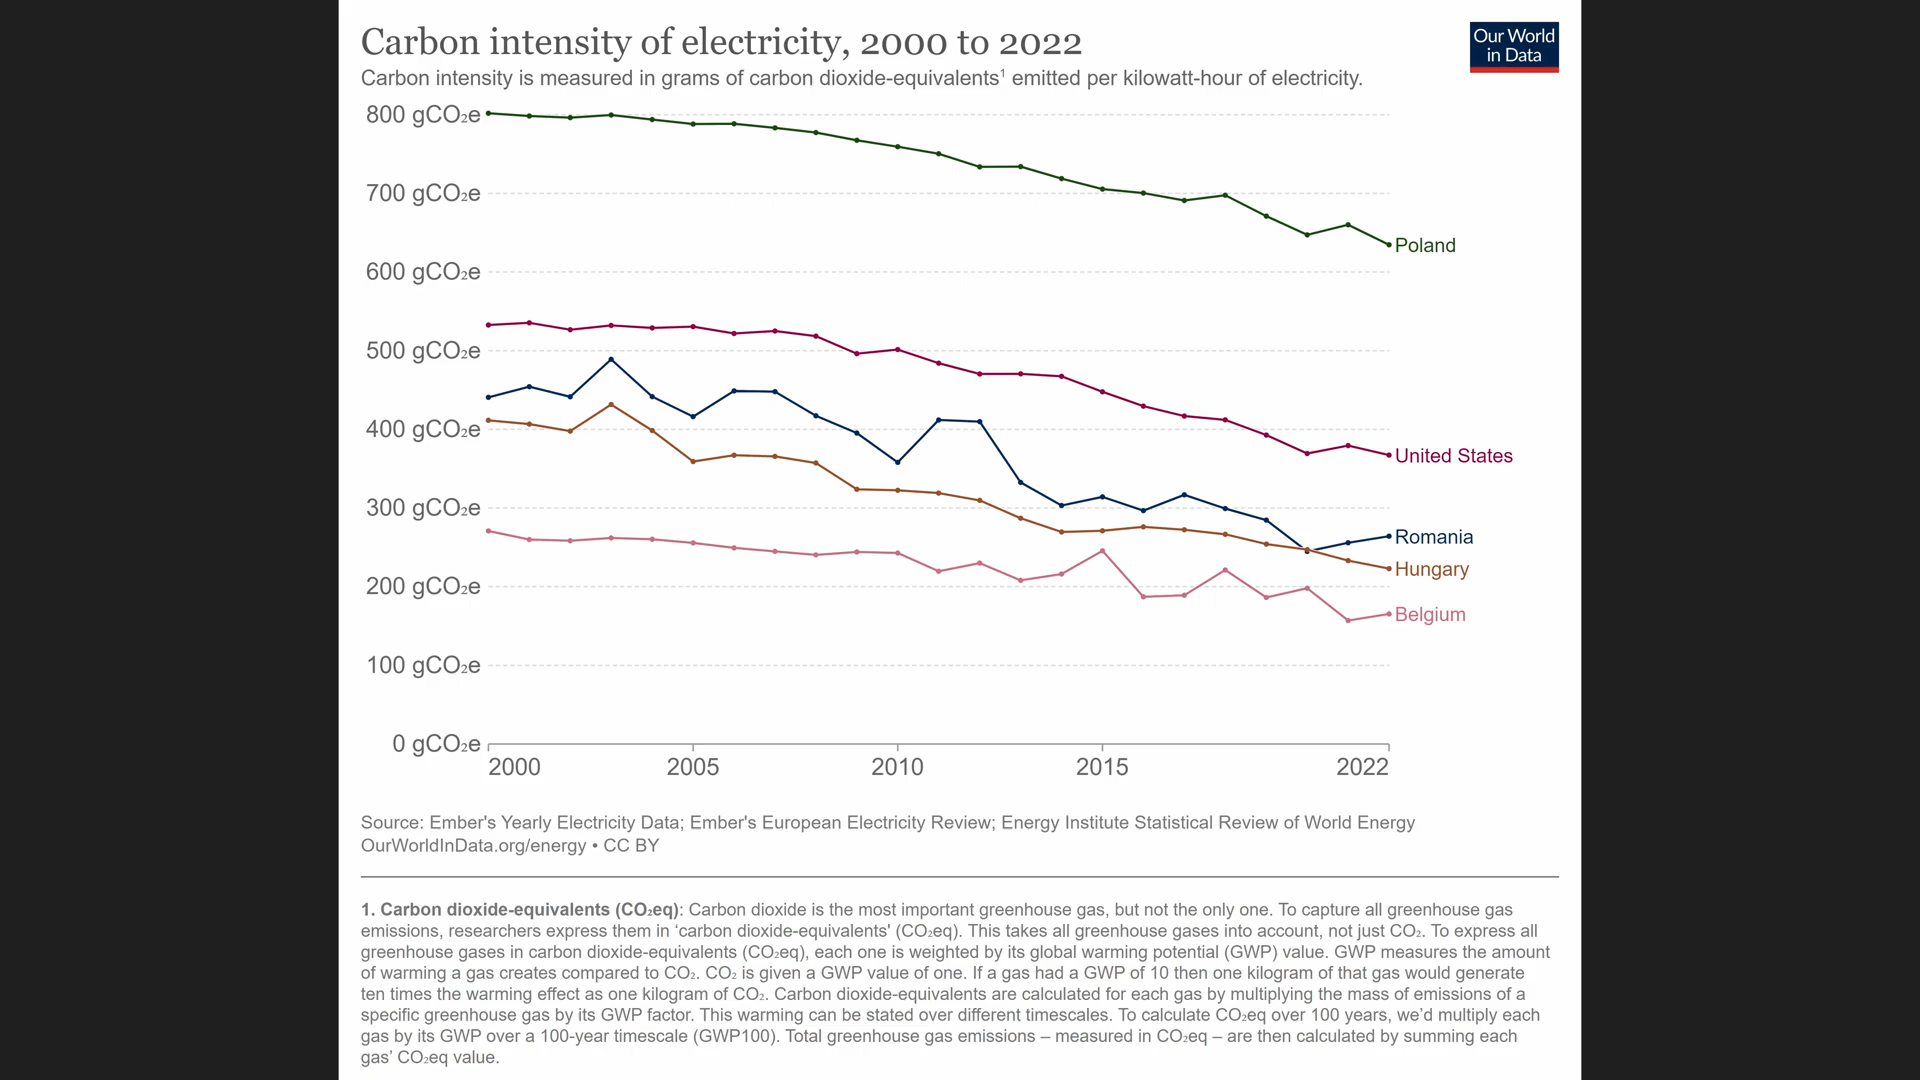 Carbon intensity of electricity, 2000 to 2022
Our World
in Data
Carbon intensity is measured in grams of carbon dioxide-equivalents¹ emitted per kilowatt-hour of electricity.
800 gCO₂e
700 gCO₂e
Poland
600 gCO₂e
500 gCO₂e
400 gCO₂e
United States
300 gCO₂e
Romania
Hungary
200 gCO₂e
Belgium
100 gCO₂e
0 gCO₂e
2000 2005 2010 2015 2022
Source: Ember's Yearly Electricity Data; Ember's European Electricity Review; Energy Institute Statistical Review of World Energy
OurWorldInData.org/energy • CC BY
1. Carbon dioxide-equivalents (CO₂eq): Carbon dioxide is the most important greenhouse gas, but not the only one. To capture all greenhouse gas
emissions, researchers express them in ‘carbon dioxide-equivalents' (CO₂eq). This takes all greenhouse gases into account, not just CO₂. To express all
greenhouse gases in carbon dioxide-equivalents (CO₂eq), each one is weighted by its global warming potential (GWP) value. GWP measures the amount
of warming a gas creates compared to CO₂. CO₂ is given a GWP value of one. If a gas had a GWP of 10 then one kilogram of that gas would generate
ten times the warming effect as one kilogram of CO₂. Carbon dioxide-equivalents are calculated for each gas by multiplying the mass of emissions of a
specific greenhouse gas by its GWP factor. This warming can be stated over different timescales. To calculate CO₂eq over 100 years, we’d multiply each
gas by its GWP over a 100-year timescale (GWP100). Total greenhouse gas emissions – measured in CO₂eq – are then calculated by summing each
gas’ CO₂eq value.